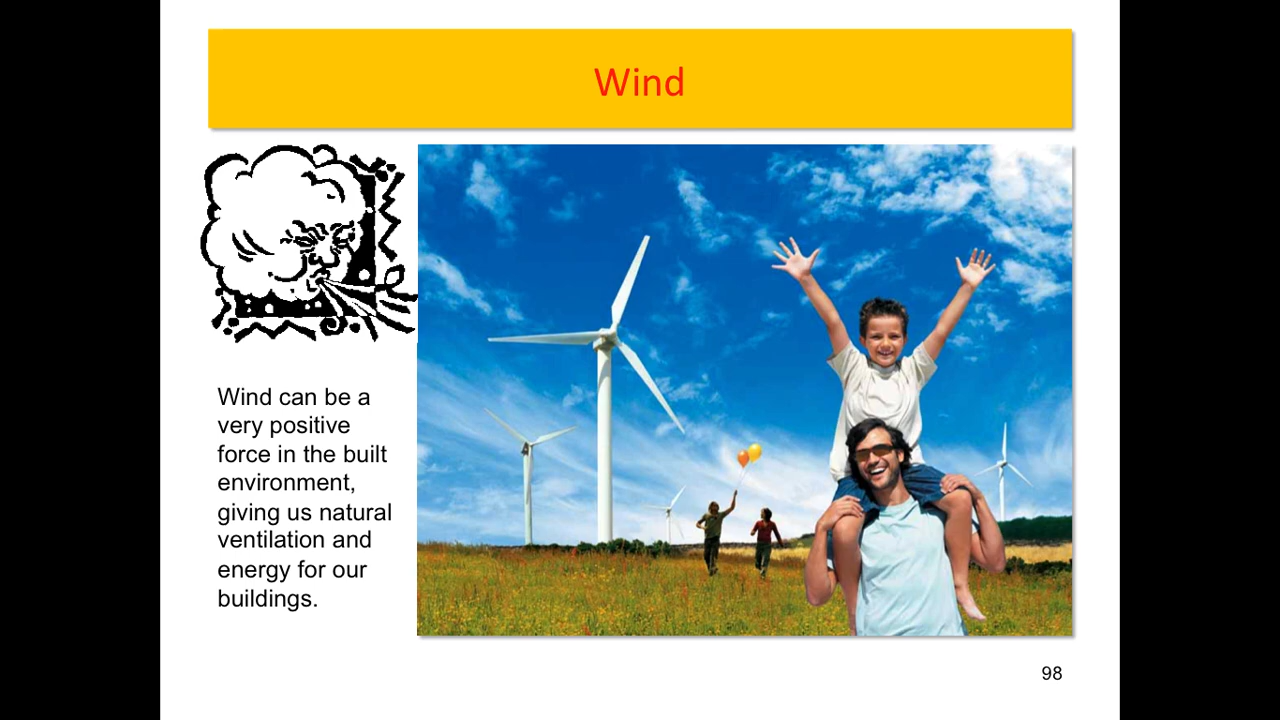 Wind
Wind can be a
very positive
force in the built
environment,
giving us natural
ventilation and
energy for our
buildings.
98